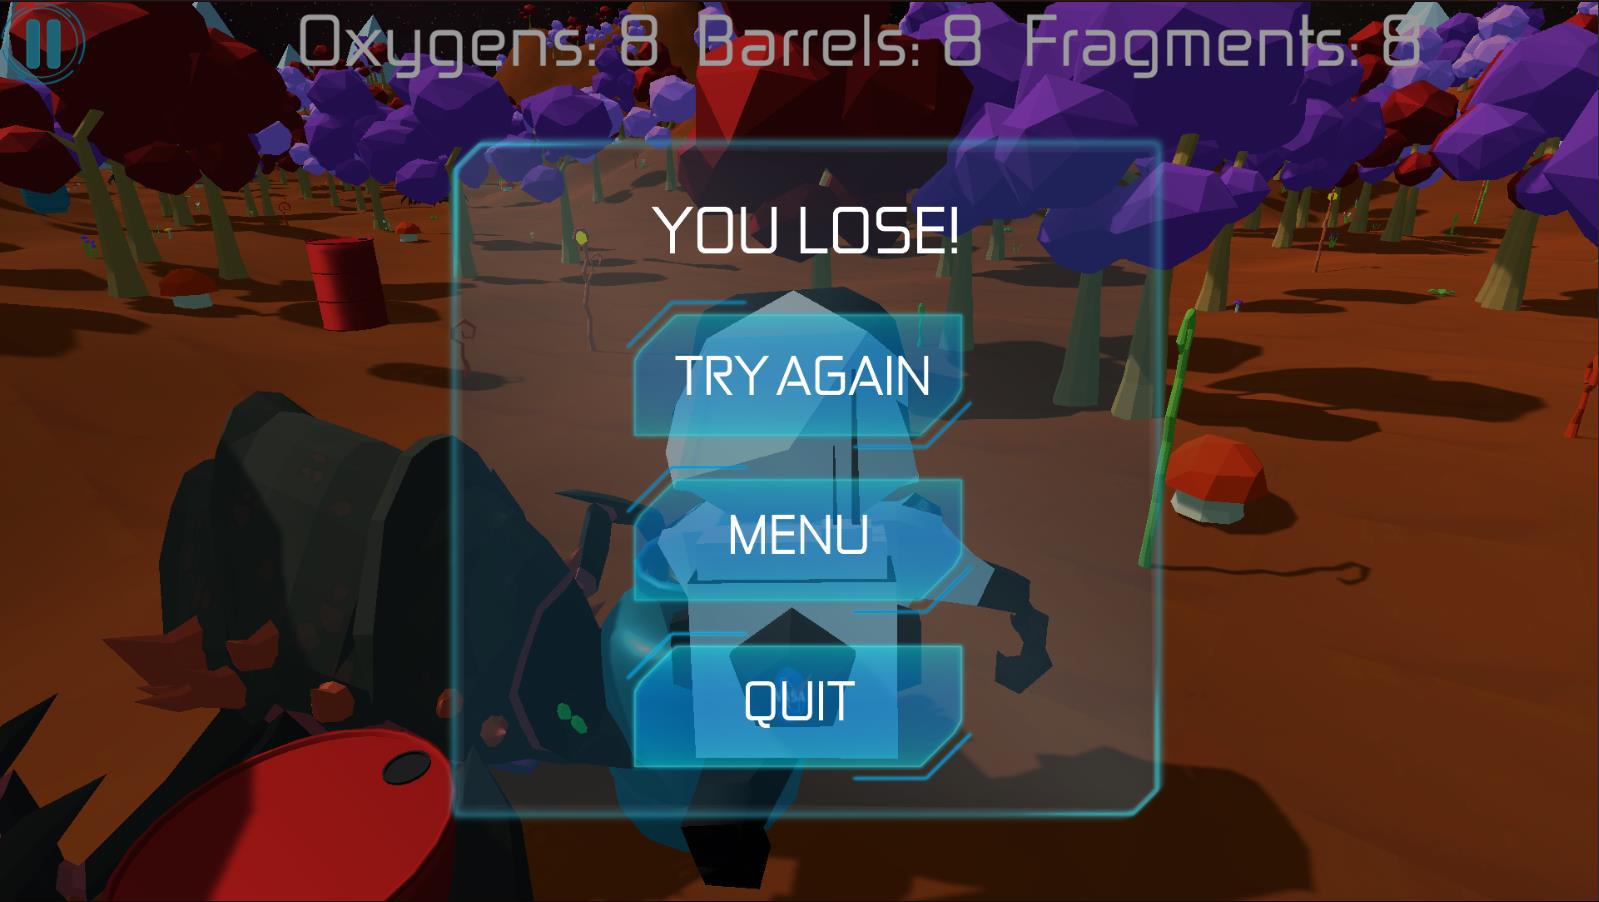 Oxygens: 8 Barrels: 8 Fragments: 8
YOU LOSE!
TRY AGAIN
MENU
QUIT